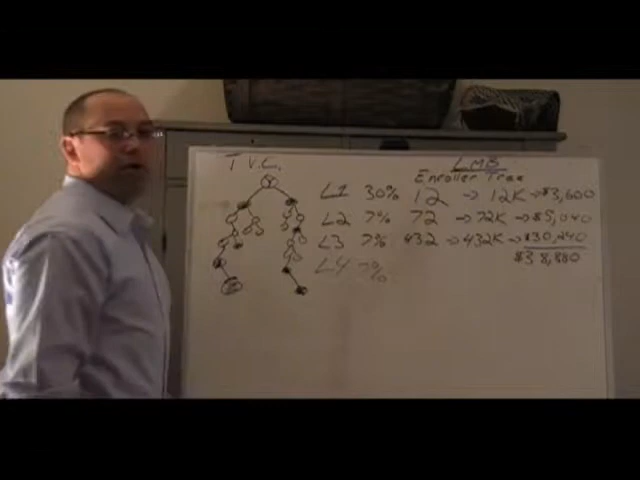 T.V.C.
LMB
Enroller Tree
L1 30% 12 → 12K → $3,600
L2 7% 72 → 72K → $5,040
L3 7% 432 → 432K → $30,240
L4 7%
$38,880